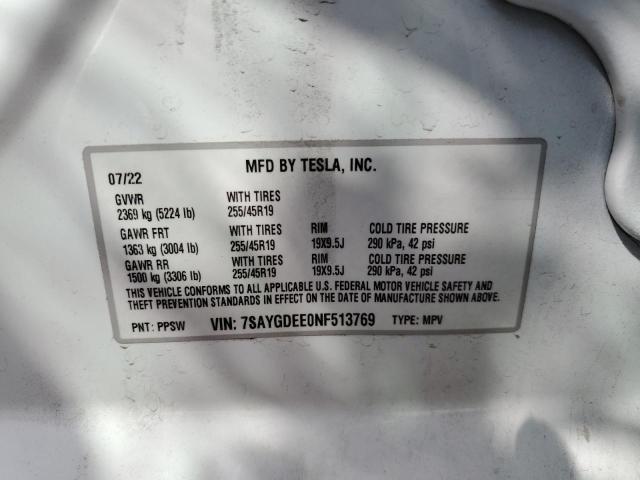 MFD BY TESLA, INC.
07/22
GVWR WITH TIRES
2369 kg (5224 lb) 255/45R19
GAWR FRT WITH TIRES RIM COLD TIRE PRESSURE
1363 kg (3004 lb) 255/45R19 19X9.5J 290 kPa, 42 psi
GAWR RR WITH TIRES RIM COLD TIRE PRESSURE
1500 kg (3306 lb) 255/45R19 19X9.5J 290 kPa, 42 psi
THIS VEHICLE CONFORMS TO ALL APPLICABLE U.S. FEDERAL MOTOR VEHICLE SAFETY AND
THEFT PREVENTION STANDARDS IN EFFECT ON THE DATE OF MANUFACTURE SHOWN ABOVE.
PNT: PPSW VIN: 7SAYGDEE0NF513769 TYPE: MPV